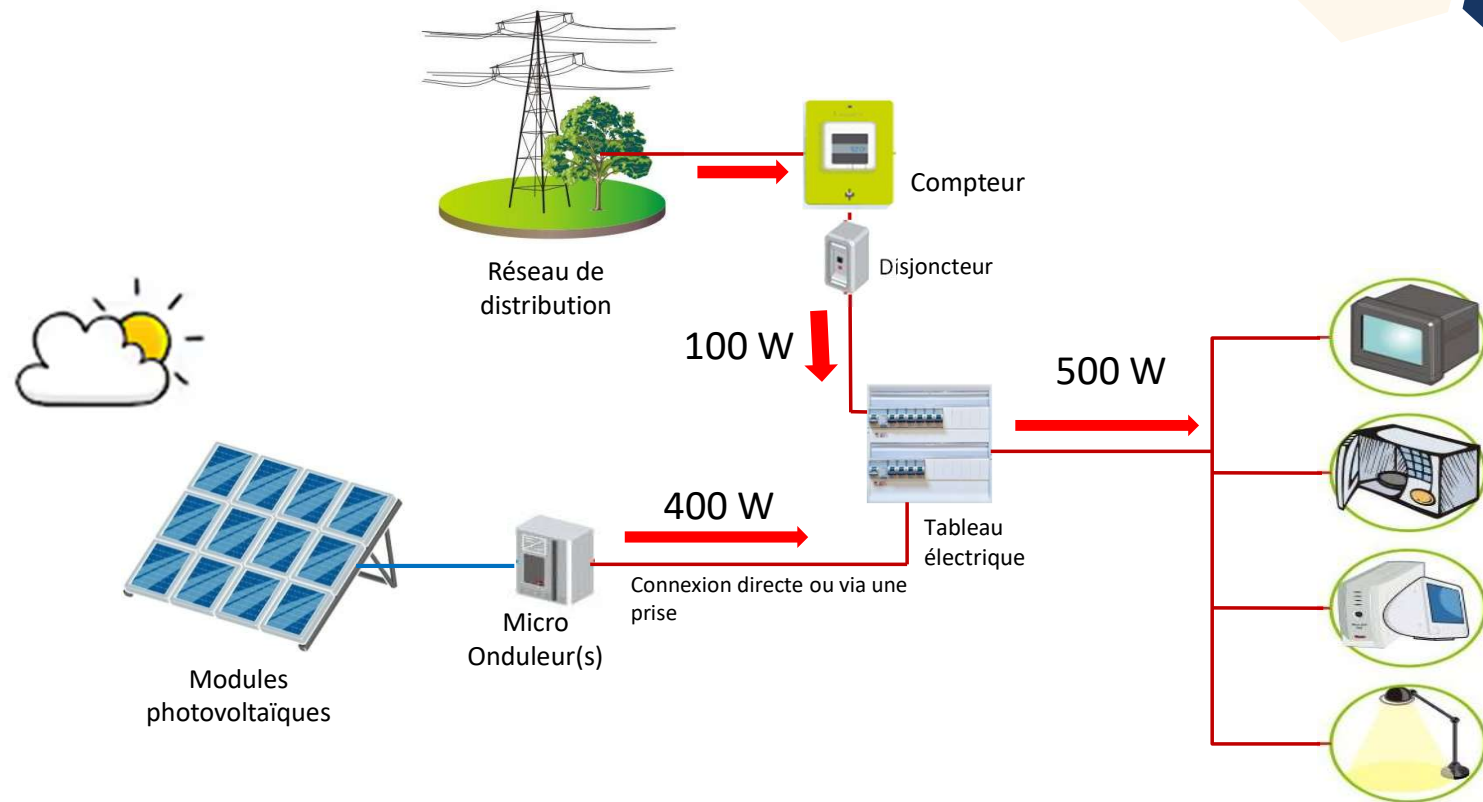 Compteur
Réseau de
distribution
Disjoncteur
100 W
500 W
400 W
Tableau
électrique
Connexion directe ou via une
prise
Micro
Onduleur(s)
Modules
photovoltaïques